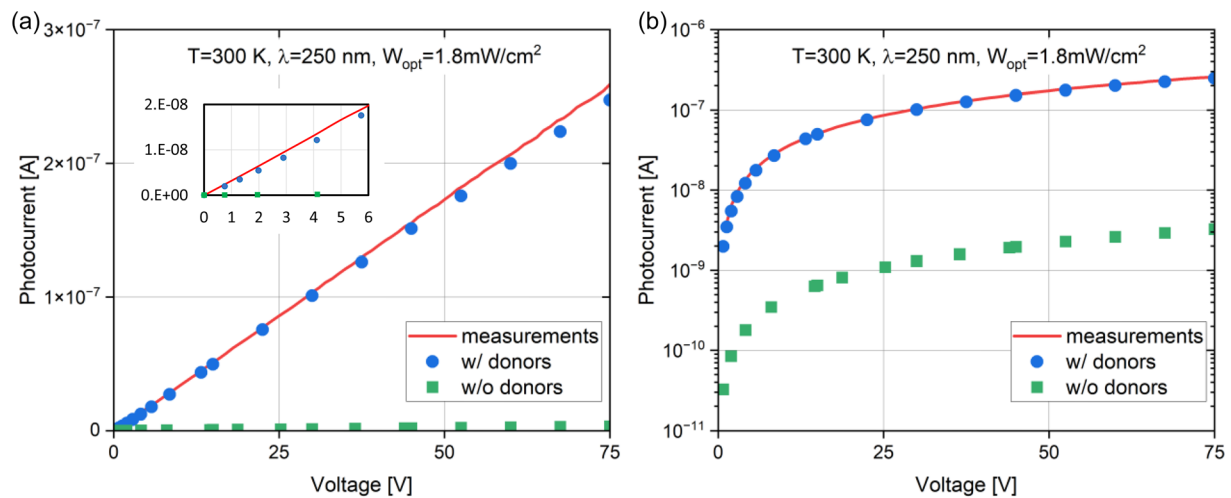 (a)
T=300 K, λ=250 nm, Wopt=1.8mW/cm²
3×10⁻⁷
2×10⁻⁷
1×10⁻⁷
0
Photocurrent [A]
2.E-08
1.E-08
0.E+00
0 1 2 3 4 5 6
measurements
w/ donors
w/o donors
0 25 50 75
Voltage [V]
(b)
T=300 K, λ=250 nm, Wopt=1.8mW/cm²
10⁻⁶
10⁻⁷
10⁻⁸
10⁻⁹
10⁻¹⁰
10⁻¹¹
Photocurrent [A]
measurements
w/ donors
w/o donors
0 25 50 75
Voltage [V]